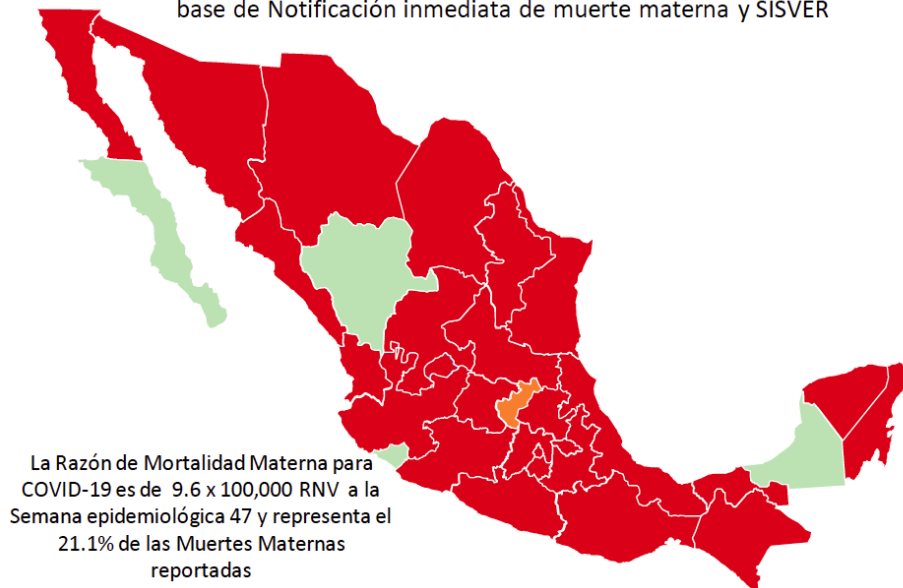 base de Notificación inmediata de muerte materna y SISVER
La Razón de Mortalidad Materna para
COVID-19 es de 9.6 x 100,000 RNV a la
Semana epidemiológica 47 y representa el
21.1% de las Muertes Maternas
reportadas